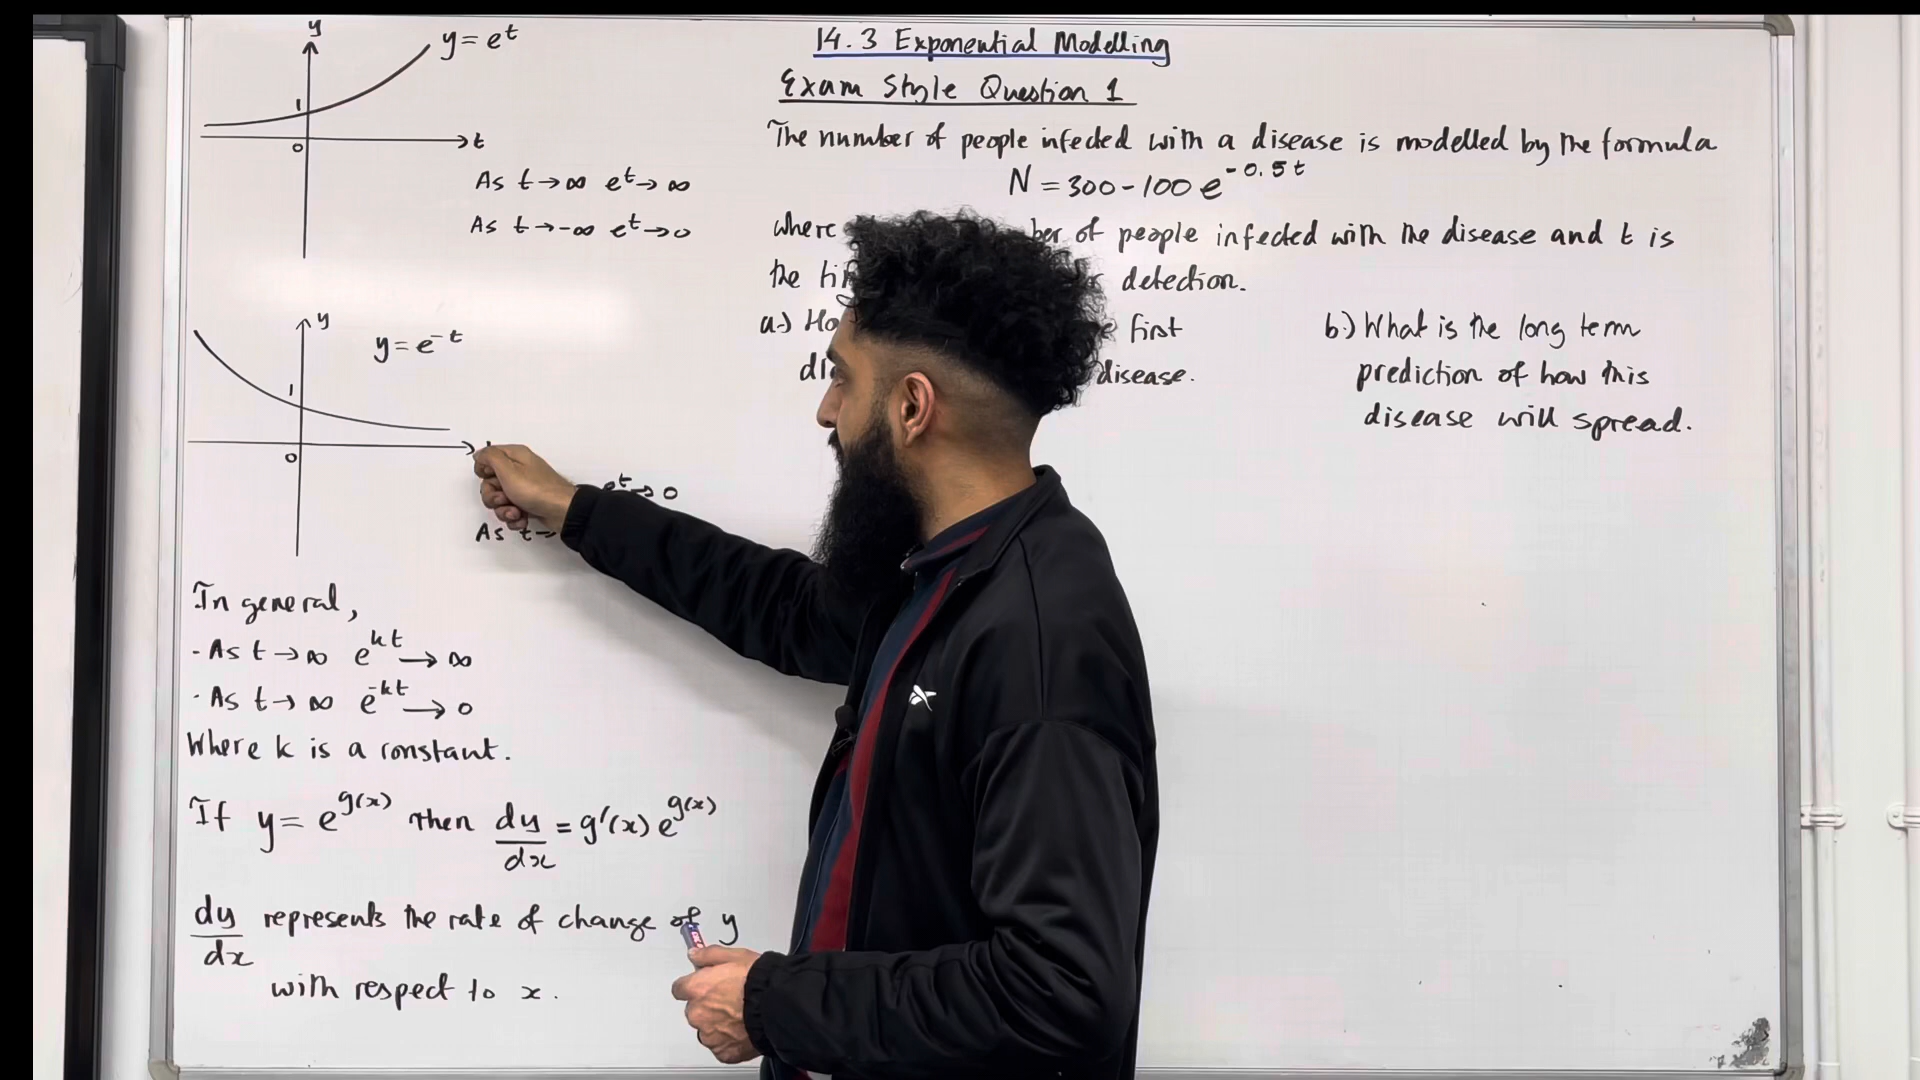 y
y = e^t
1
0
t
As t → ∞ e^t → ∞
As t → -∞ e^t → 0
y
y = e^-t
1
0
e^t → 0
As t →
In general,
- As t → ∞ e^kt → ∞
· As t → ∞ e^-kt → 0
Where k is a constant.
If y = e^g(x) then dy/dx = g'(x) e^g(x)
dy/dx represents the rate of change of y
with respect to x.
14.3 Exponential Modelling
Exam Style Question 1
The number of people infected with a disease is modelled by the formula
N = 300 - 100 e^-0.5t
where of people infected with the disease and t is
the detection.
a.) first
disease.
b.) What is the long term
prediction of how this
disease will spread.